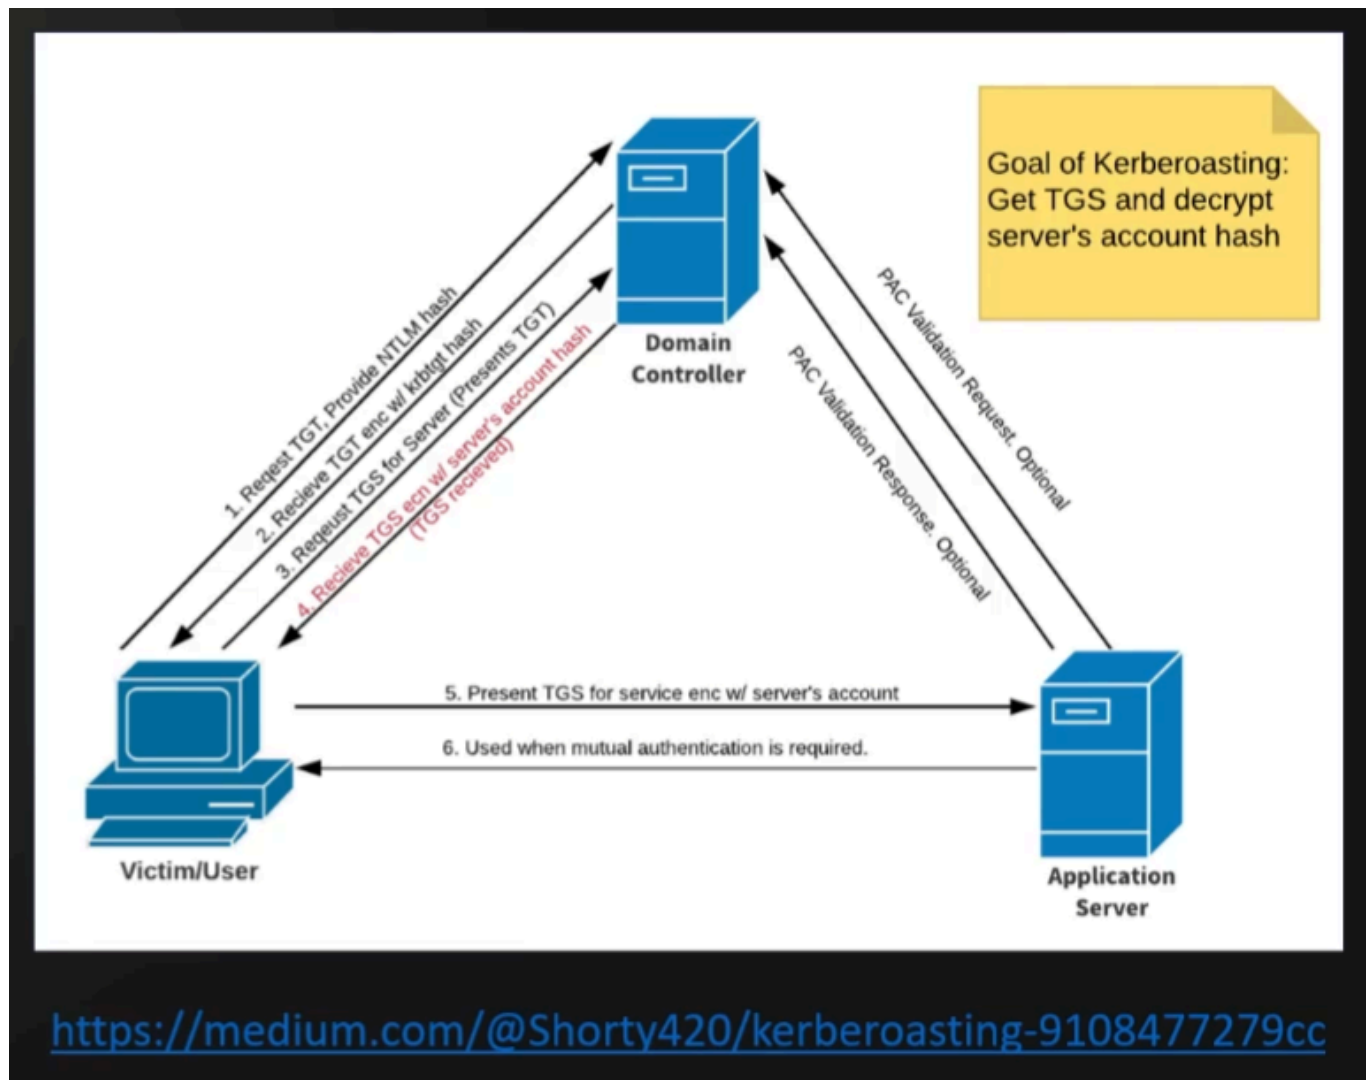 Goal of Kerberoasting:
Get TGS and decrypt
server's account hash
Domain
Controller
1. Reqest TGT, Provide NTLM hash
2. Recieve TGT enc w/ krbtgt hash
3. Reqeust TGS for Server (Presents TGT)
4. Recieve TGS ecn w/ server's account hash
(TGS recieved)
PAC Validation Request. Optional
PAC Validation Response. Optional
5. Present TGS for service enc w/ server's account
6. Used when mutual authentication is required.
Victim/User
Application
Server
https://medium.com/@Shorty420/kerberoasting-9108477279cc